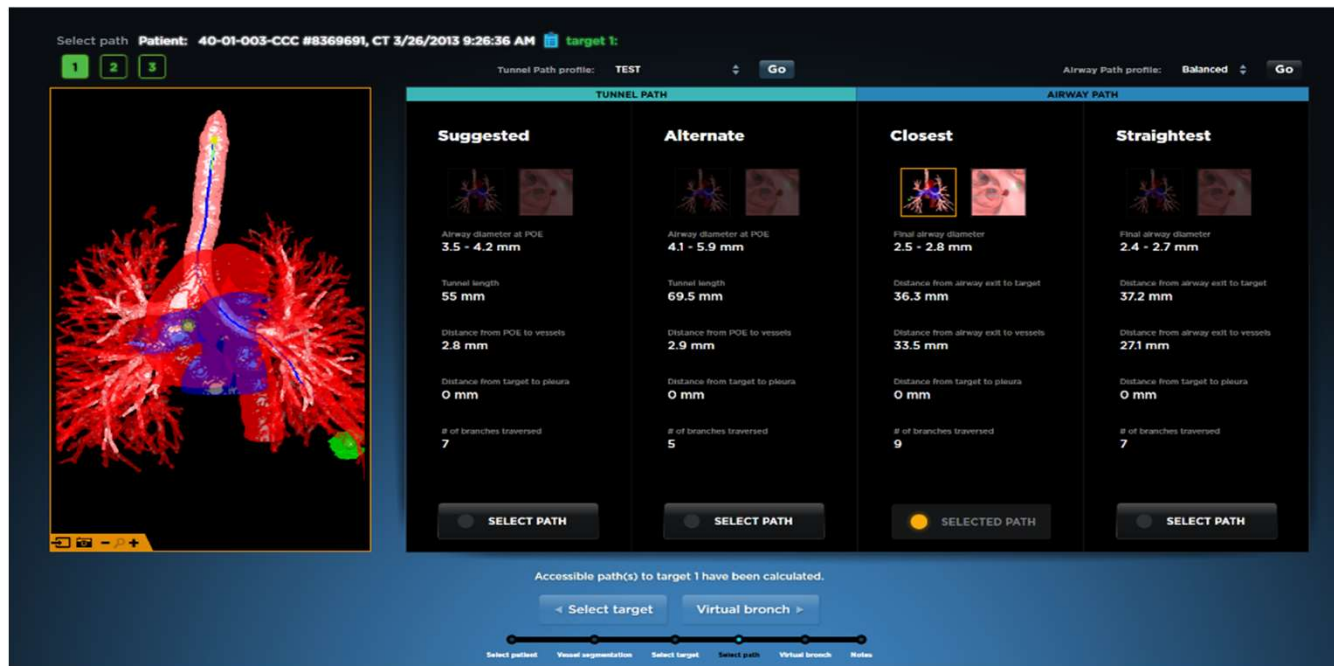 Select path Patient: 40-01-003-CCC #8369691, CT 3/26/2013 9:26:36 AM target 1:
1 2 3
Tunnel Path profile: TEST Go
Airway Path profile: Balanced Go
TUNNEL PATH
AIRWAY PATH
Suggested
Airway diameter at POE
3.5 - 4.2 mm
Tunnel length
55 mm
Distance from POE to vessels
2.8 mm
Distance from target to pleura
0 mm
# of branches traversed
7
SELECT PATH
Alternate
Airway diameter at POE
4.1 - 5.9 mm
Tunnel length
69.5 mm
Distance from POE to vessels
2.9 mm
Distance from target to pleura
0 mm
# of branches traversed
5
SELECT PATH
Closest
Final airway diameter
2.5 - 2.8 mm
Distance from airway exit to target
36.3 mm
Distance from airway exit to vessels
33.5 mm
Distance from target to pleura
0 mm
# of branches traversed
9
SELECTED PATH
Straightest
Final airway diameter
2.4 - 2.7 mm
Distance from airway exit to target
37.2 mm
Distance from airway exit to vessels
27.1 mm
Distance from target to pleura
0 mm
# of branches traversed
7
SELECT PATH
Accessible path(s) to target 1 have been calculated.
Select target
Virtual bronch
Select patient Vessel segmentation Select target Select path Virtual bronch Notes